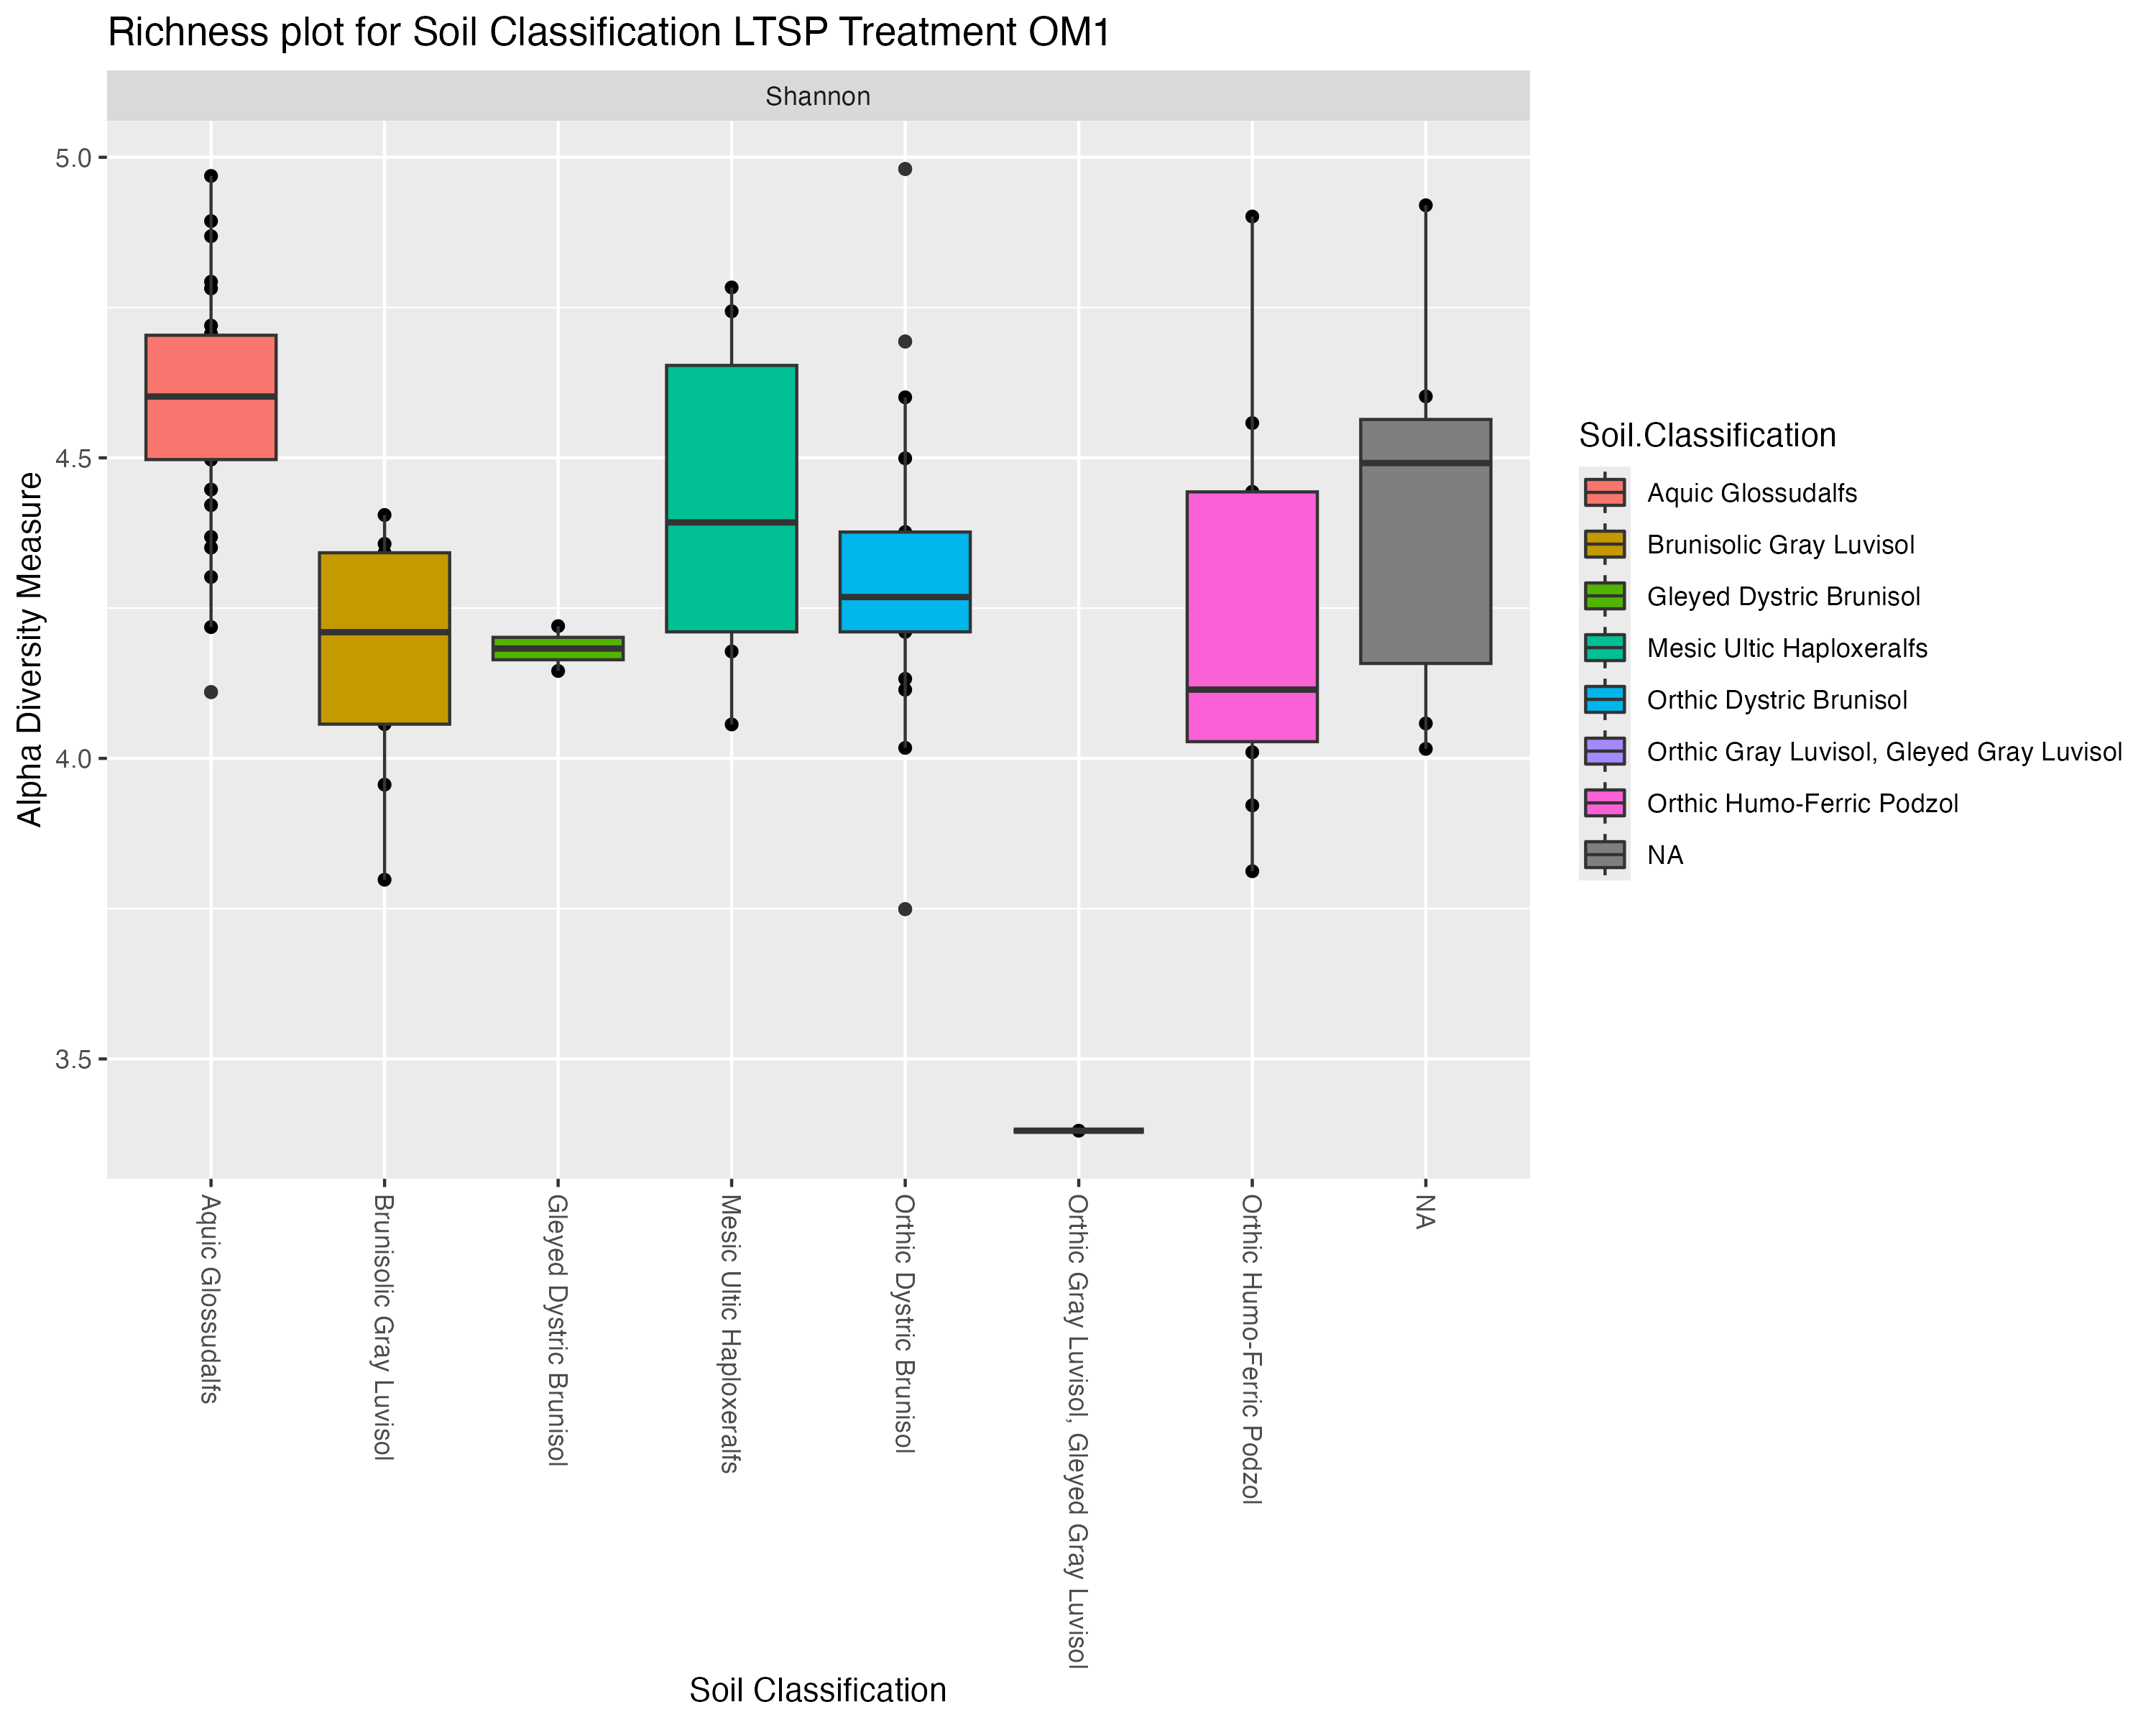 Richness plot for Soil Classification LTSP Treatment OM1
Shannon
Alpha Diversity Measure
5.0
4.5
4.0
3.5
Aquic Glossudalfs
Brunisolic Gray Luvisol
Gleyed Dystric Brunisol
Mesic Ultic Haploxeralfs
Orthic Dystric Brunisol
Orthic Gray Luvisol, Gleyed Gray Luvisol
Orthic Humo-Ferric Podzol
NA
Soil Classification
Soil.Classification
Aquic Glossudalfs
Brunisolic Gray Luvisol
Gleyed Dystric Brunisol
Mesic Ultic Haploxeralfs
Orthic Dystric Brunisol
Orthic Gray Luvisol, Gleyed Gray Luvisol
Orthic Humo-Ferric Podzol
NA